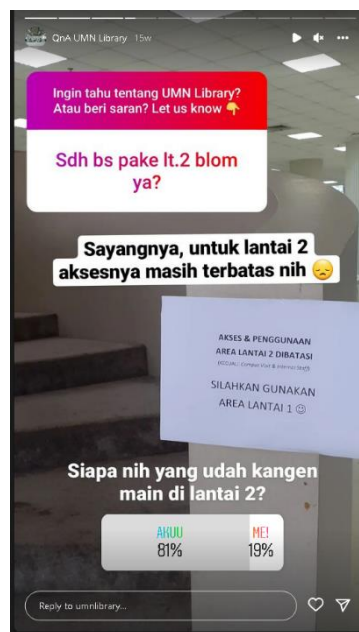 QnA UMN Library 15w
Ingin tahu tentang UMN Library?
Atau beri saran? Let us know
Sdh bs pake lt.2 blom
ya?
Sayangnya, untuk lantai 2
aksesnya masih terbatas nih
AKSES & PENGGUNAAN
AREA LANTAI 2 DIBATASI
SILAHKAN GUNAKAN
AREA LANTAI 1
Siapa nih yang udah kangen
main di lantai 2?
AKUU ME!
81% 19%
Reply to umnlibrary...